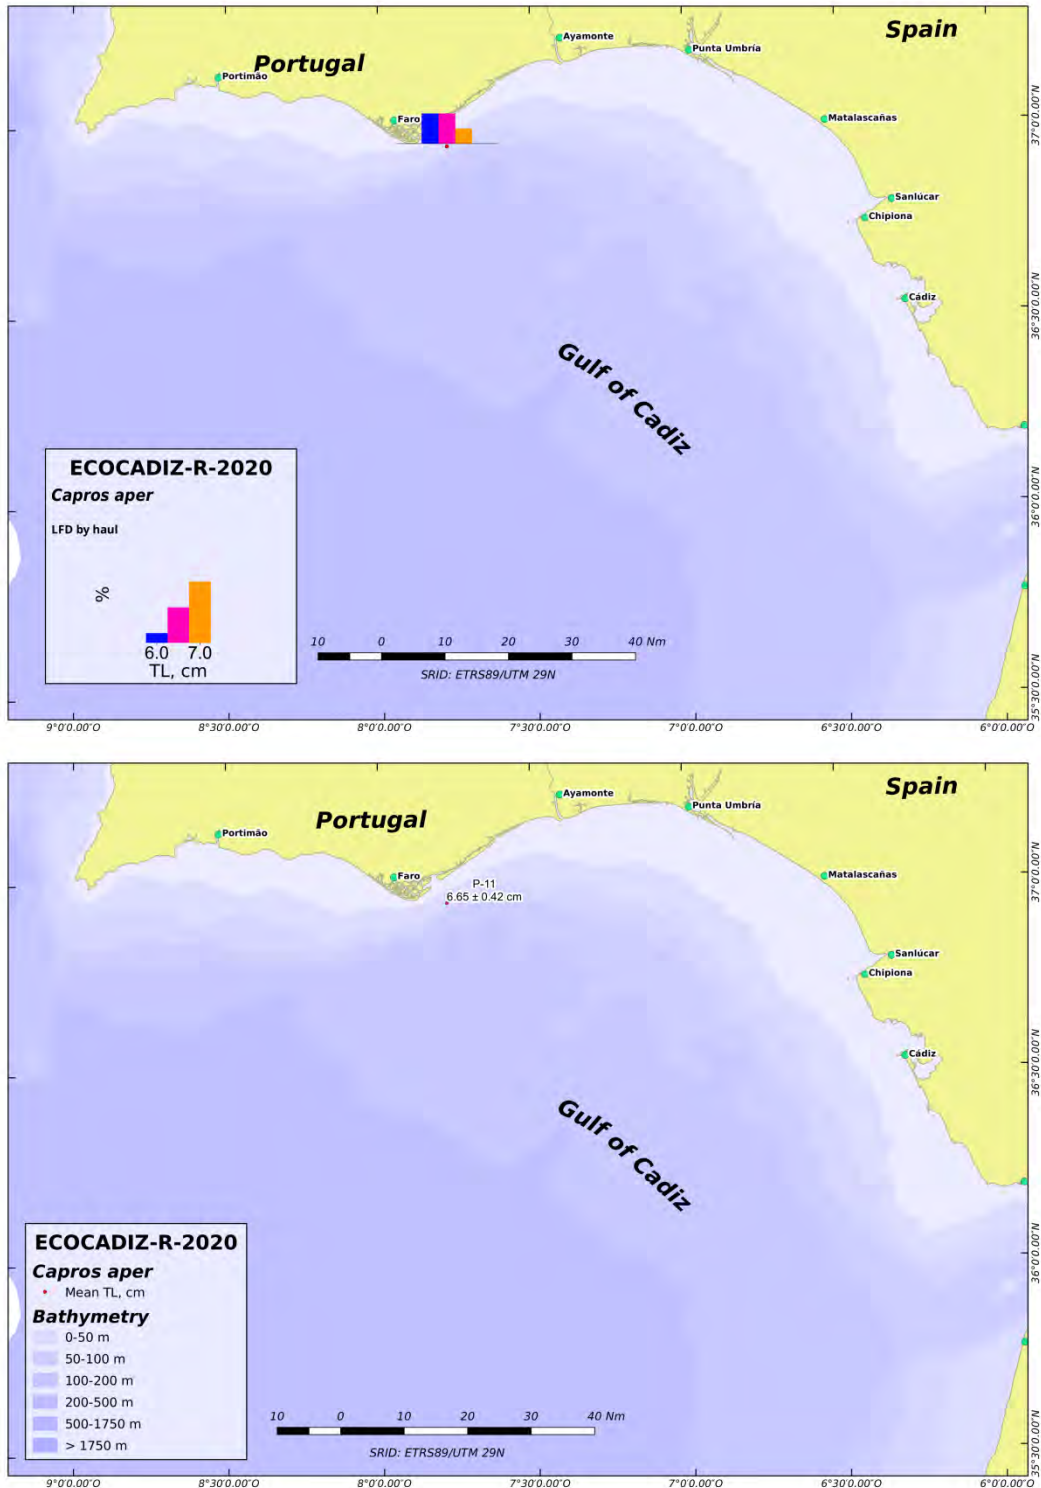 Spain
Portugal
Ayamonte
Punta Umbría
Portimão
Faro
Matalascañas
Sanlúcar
Chipiona
Cádiz
Gulf of Cadiz
37°0'0.00"N
36°30'0.00"N
36°0'0.00"N
35°30'0.00"N
ECOCADIZ-R-2020
Capros aper
LFD by haul
%
6.0 7.0
TL, cm
10 0 10 20 30 40 Nm
SRID: ETRS89/UTM 29N
9°0'0.00"O 8°30'0.00"O 8°0'0.00"O 7°30'0.00"O 7°0'0.00"O 6°30'0.00"O 6°0'0.00"O
Spain
Portugal
Ayamonte
Punta Umbría
Portimão
Faro
P-11
6.65 ± 0.42 cm
Matalascañas
Sanlúcar
Chipiona
Cádiz
Gulf of Cadiz
37°0'0.00"N
36°30'0.00"N
36°0'0.00"N
35°30'0.00"N
ECOCADIZ-R-2020
Capros aper
Mean TL, cm
Bathymetry
0-50 m
50-100 m
100-200 m
200-500 m
500-1750 m
> 1750 m
10 0 10 20 30 40 Nm
SRID: ETRS89/UTM 29N
9°0'0.00"O 8°30'0.00"O 8°0'0.00"O 7°30'0.00"O 7°0'0.00"O 6°30'0.00"O 6°0'0.00"O